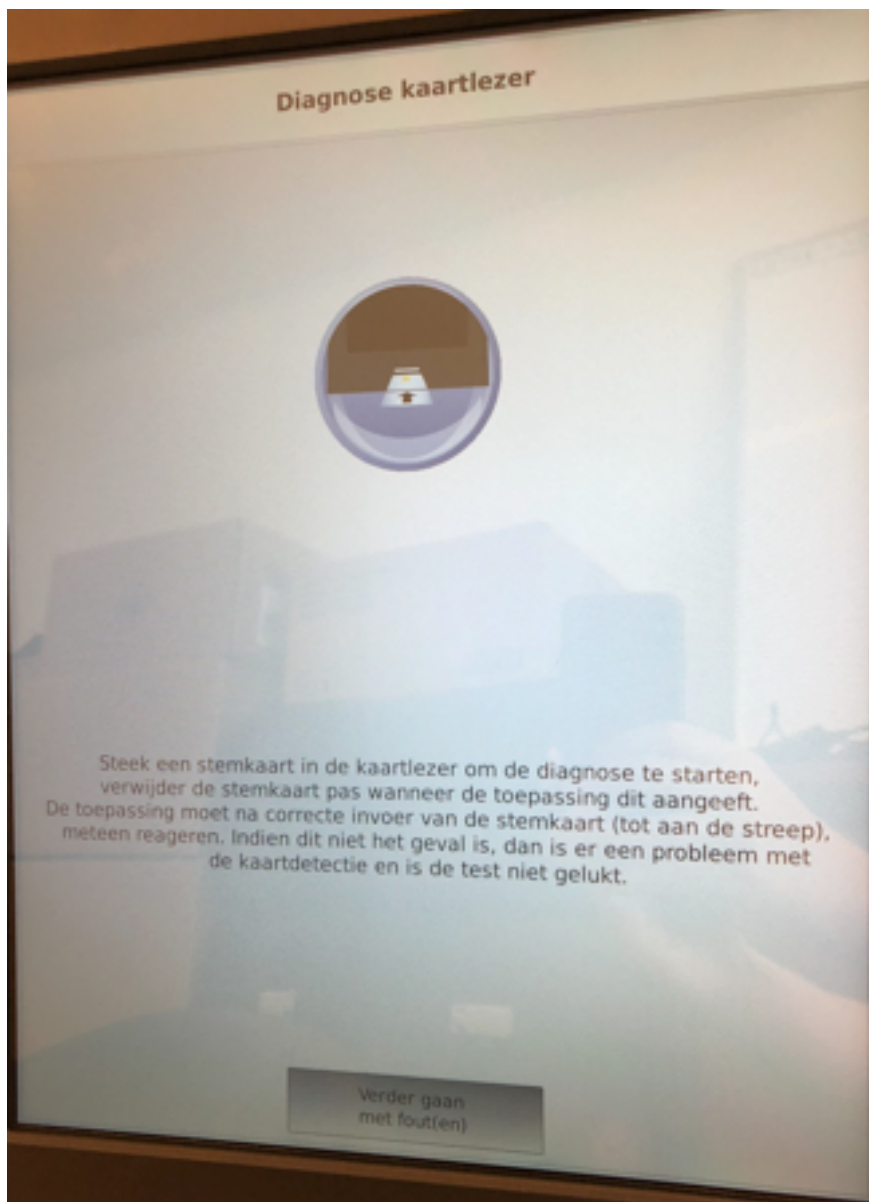 Diagnose kaartlezer
Steek een stemkaart in de kaartlezer om de diagnose te starten,
verwijder de stemkaart pas wanneer de toepassing dit aangeeft.
De toepassing moet na correcte invoer van de stemkaart (tot aan de streep),
meteen reageren. Indien dit niet het geval is, dan is er een probleem met
de kaartdetectie en is de test niet gelukt.
Verder gaan
met fout(en)